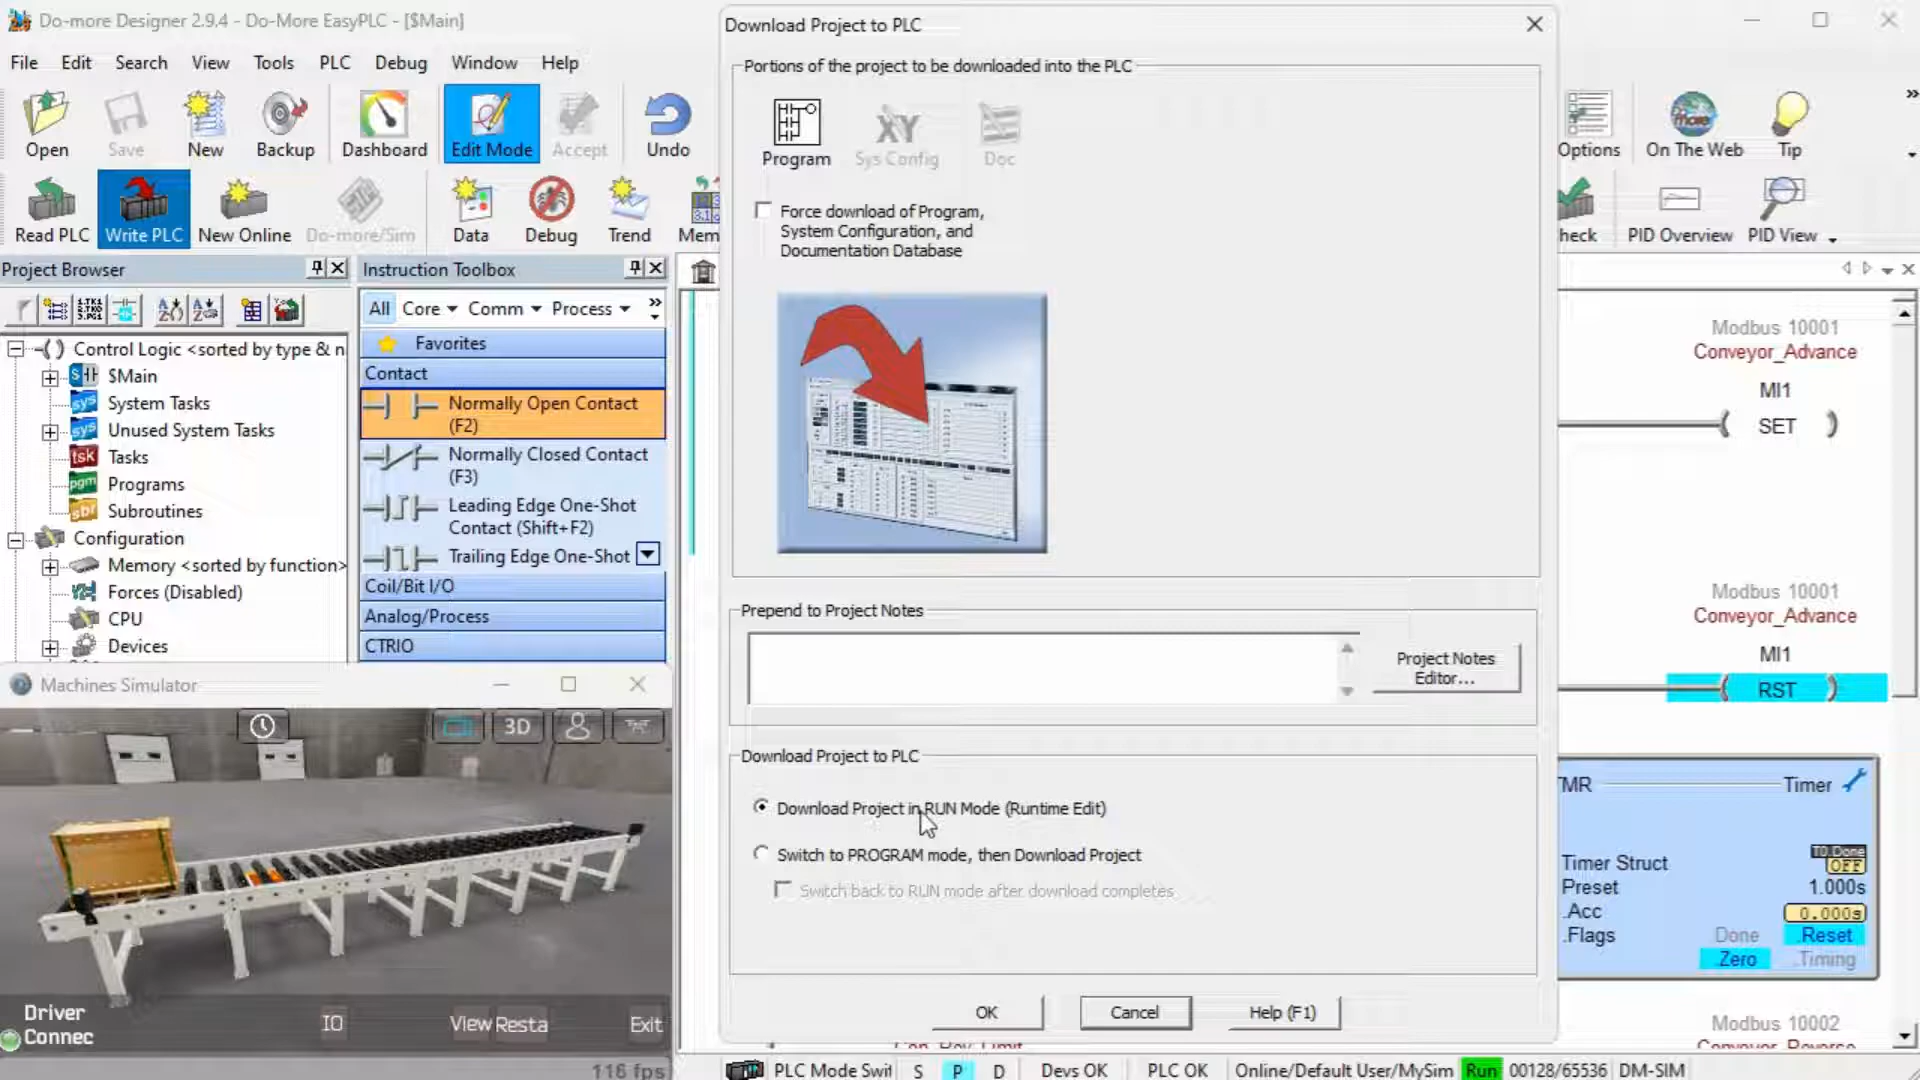 Do-more Designer 2.9.4 - Do-More EasyPLC - [$Main]
File Edit Search View Tools PLC Debug Window Help
Open Save New Backup Dashboard Edit Mode Accept Undo
Read PLC Write PLC New Online Do-more/Sim Data Debug Trend Mem
Options On The Web Tip
heck PID Overview PID View
Project Browser
Control Logic <sorted by type & n
$Main
System Tasks
Unused System Tasks
Tasks
Programs
Subroutines
Configuration
Memory <sorted by function>
Forces (Disabled)
CPU
Devices
Instruction Toolbox
All Core Comm Process
Favorites
Contact
Normally Open Contact
(F2)
Normally Closed Contact
(F3)
Leading Edge One-Shot
Contact (Shift+F2)
Trailing Edge One-Shot
Coil/Bit I/O
Analog/Process
CTRIO
Machines Simulator
3D
Driver
Connec
IO
View Resta
Exit
116 fps
Download Project to PLC
Portions of the project to be downloaded into the PLC
Program Sys Config Doc
Force download of Program,
System Configuration, and
Documentation Database
Prepend to Project Notes
Project Notes
Editor...
Download Project to PLC
Download Project in RUN Mode (Runtime Edit)
Switch to PROGRAM mode, then Download Project
Switch back to RUN mode after download completes
OK Cancel Help (F1)
Modbus 10001
Conveyor_Advance
MI1
SET
Modbus 10001
Conveyor_Advance
MI1
RST
TMR Timer
Timer Struct T0.Done
OFF
Preset 1.000s
.Acc 0.000s
.Flags Done .Reset
.Zero .Timing
Modbus 10002
Conveyor_Reverse
Con_Rev_Limit
PLC Mode Swit S P D Devs OK PLC OK Online/Default User/MySim Run 00128/65536 DM-SIM